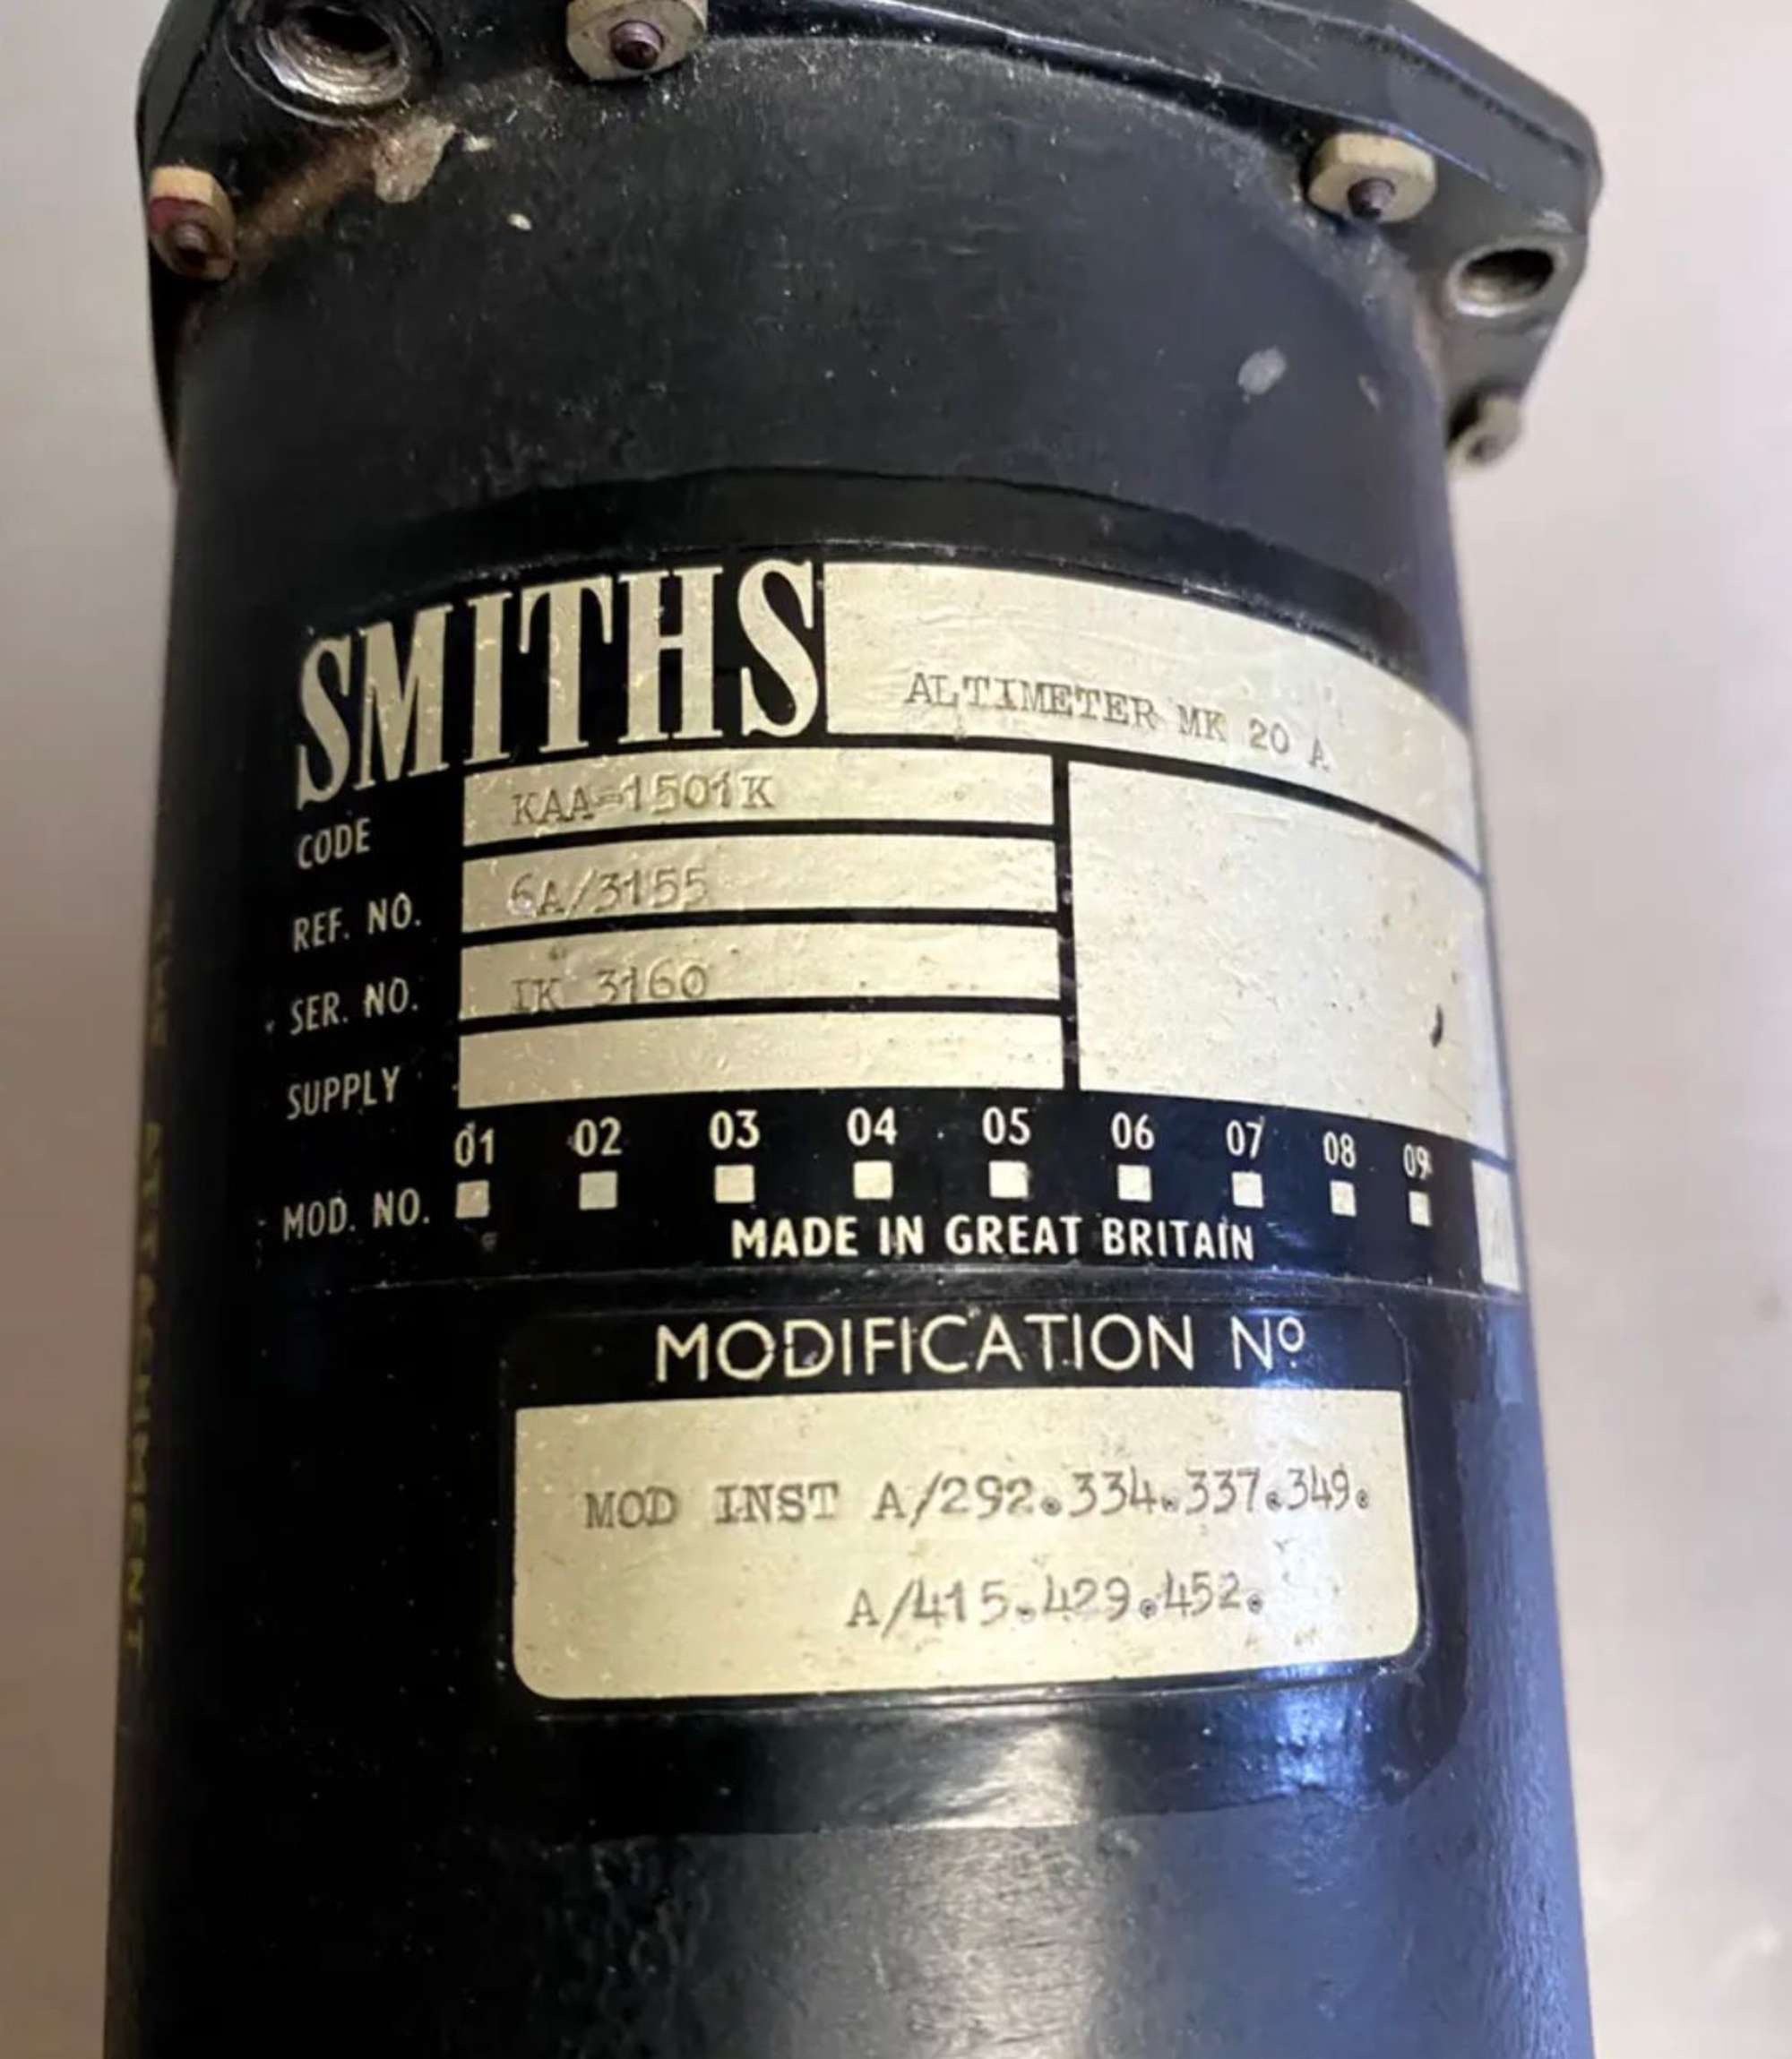 SMITHS
ALTIMETER MK 20 A
CODE KAA-1501K
REF. NO. 6A/3155
SER. NO. IK 3160
SUPPLY
01 02 03 04 05 06 07 08 09
MOD. NO.
MADE IN GREAT BRITAIN
MODIFICATION Nº
MOD INST A/292.334.337.349.
A/415.429.452.
ATTACHMENT